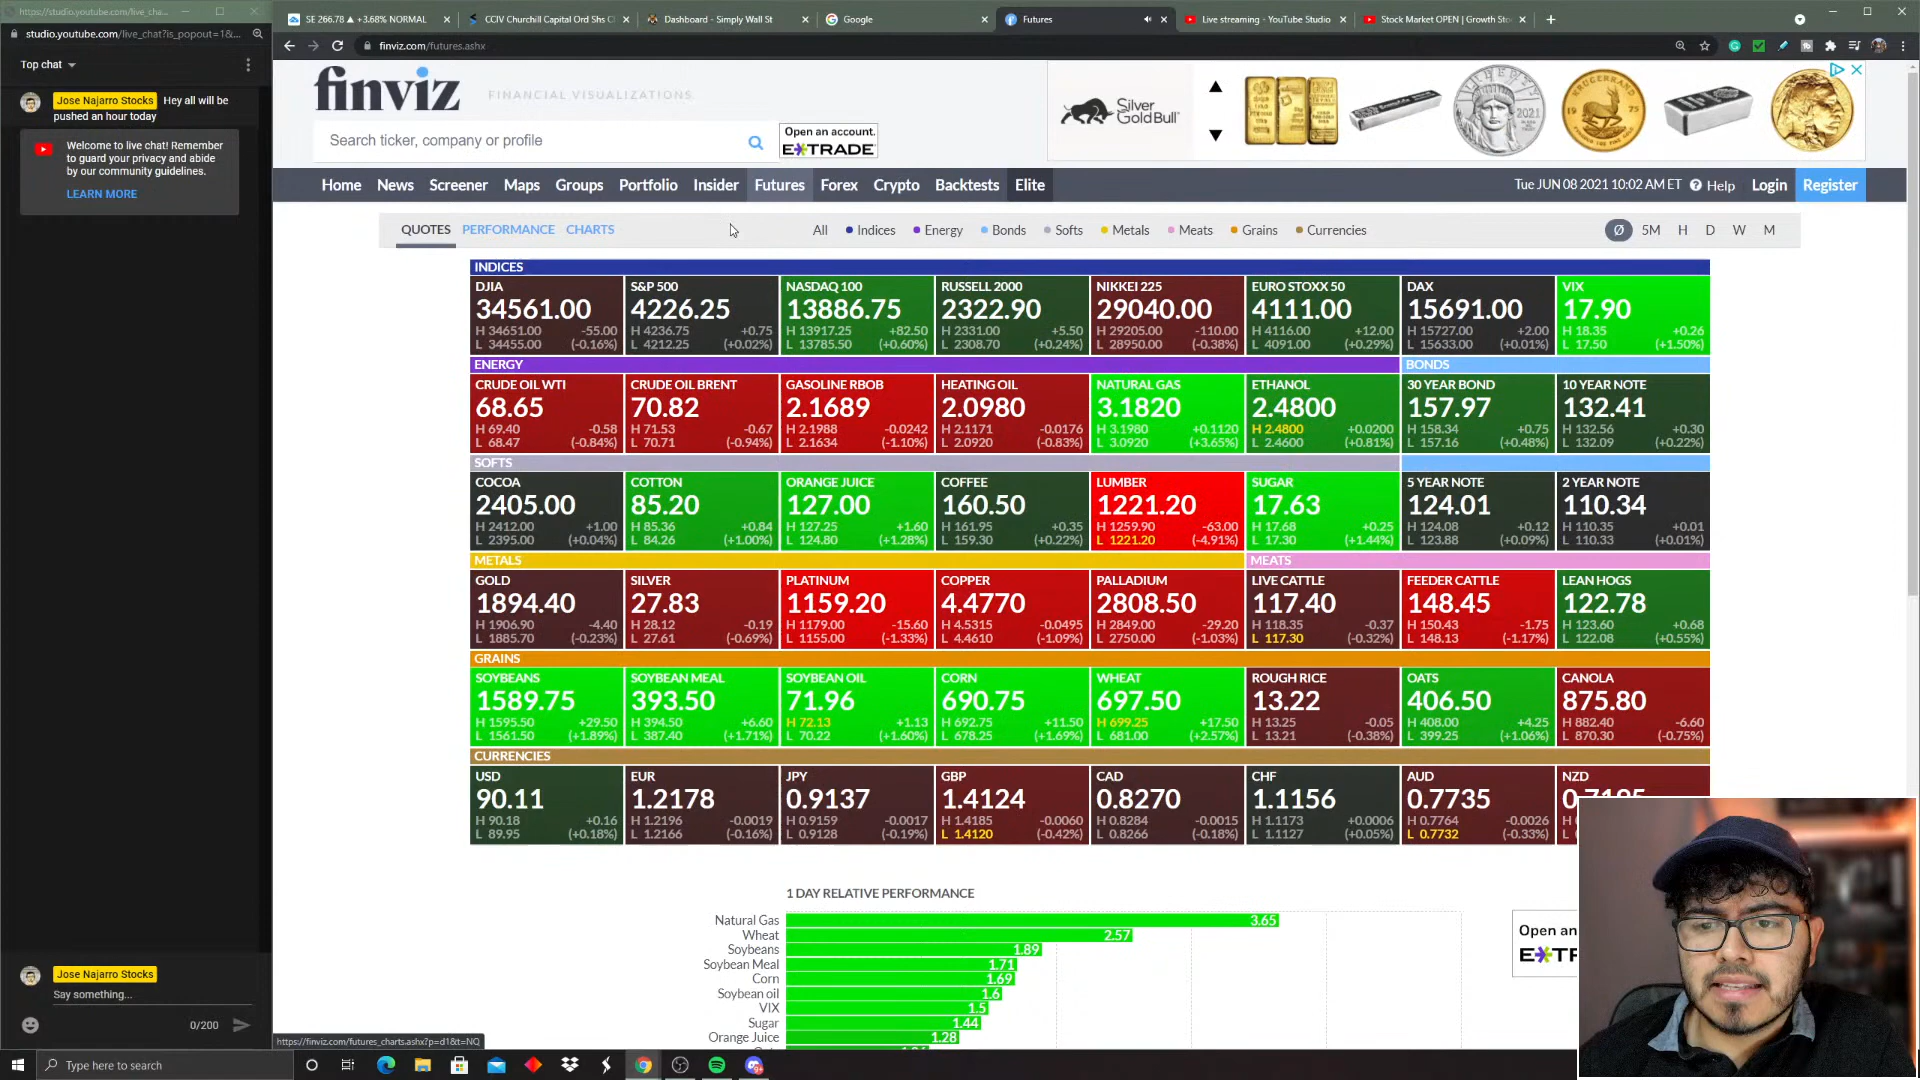 https://studio.youtube.com/live_cha...
SE 266.78 ▲ +3.68% NORMAL
CCIV Churchill Capital Ord Shs Cl
Dashboard - Simply Wall St
Google
Futures
Live streaming - YouTube Studio
Stock Market OPEN | Growth Sto
studio.youtube.com/live_chat?is_popout=1&...
finviz.com/futures.ashx
Top chat
Jose Najarro Stocks Hey all will be
pushed an hour today
Welcome to live chat! Remember
to guard your privacy and abide
by our community guidelines.
LEARN MORE
finviz FINANCIAL VISUALIZATIONS
Search ticker, company or profile
Open an account.
E*TRADE
Silver
Gold Bull
2021
1975
Home News Screener Maps Groups Portfolio Insider Futures Forex Crypto Backtests Elite
Tue JUN 08 2021 10:02 AM ET Help Login Register
QUOTES PERFORMANCE CHARTS
All Indices Energy Bonds Softs Metals Meats Grains Currencies
Ø 5M H D W M
INDICES
DJIA S&P 500 NASDAQ 100 RUSSELL 2000 NIKKEI 225 EURO STOXX 50 DAX VIX
34561.00 4226.25 13886.75 2322.90 29040.00 4111.00 15691.00 17.90
H 34651.00 -55.00 H 4236.75 +0.75 H 13917.25 +82.50 H 2331.00 +5.50 H 29205.00 -110.00 H 4116.00 +12.00 H 15727.00 +2.00 H 18.35 +0.26
L 34455.00 (-0.16%) L 4212.25 (+0.02%) L 13785.50 (+0.60%) L 2308.70 (+0.24%) L 28950.00 (-0.38%) L 4091.00 (+0.29%) L 15633.00 (+0.01%) L 17.50 (+1.50%)
ENERGY BONDS
CRUDE OIL WTI CRUDE OIL BRENT GASOLINE RBOB HEATING OIL NATURAL GAS ETHANOL 30 YEAR BOND 10 YEAR NOTE
68.65 70.82 2.1689 2.0980 3.1820 2.4800 157.97 132.41
H 69.40 -0.58 H 71.53 -0.67 H 2.1988 -0.0242 H 2.1171 -0.0176 H 3.1980 +0.1120 H 2.4800 +0.0200 H 158.34 +0.75 H 132.56 +0.30
L 68.47 (-0.84%) L 70.71 (-0.94%) L 2.1634 (-1.10%) L 2.0920 (-0.83%) L 3.0920 (+3.65%) L 2.4600 (+0.81%) L 157.16 (+0.48%) L 132.09 (+0.22%)
SOFTS
COCOA COTTON ORANGE JUICE COFFEE LUMBER SUGAR 5 YEAR NOTE 2 YEAR NOTE
2405.00 85.20 127.00 160.50 1221.20 17.63 124.01 110.34
H 2412.00 +1.00 H 85.36 +0.84 H 127.25 +1.60 H 161.95 +0.35 H 1259.90 -63.00 H 17.68 +0.25 H 124.08 +0.12 H 110.35 +0.01
L 2395.00 (+0.04%) L 84.26 (+1.00%) L 124.80 (+1.28%) L 159.30 (+0.22%) L 1221.20 (-4.91%) L 17.30 (+1.44%) L 123.88 (+0.09%) L 110.33 (+0.01%)
METALS MEATS
GOLD SILVER PLATINUM COPPER PALLADIUM LIVE CATTLE FEEDER CATTLE LEAN HOGS
1894.40 27.83 1159.20 4.4770 2808.50 117.40 148.45 122.78
H 1906.90 -4.40 H 28.12 -0.19 H 1179.00 -15.60 H 4.5315 -0.0495 H 2849.00 -29.20 H 118.35 -0.37 H 150.43 -1.75 H 123.60 +0.68
L 1885.70 (-0.23%) L 27.61 (-0.69%) L 1155.00 (-1.33%) L 4.4610 (-1.09%) L 2750.00 (-1.03%) L 117.30 (-0.32%) L 148.13 (-1.17%) L 122.08 (+0.55%)
GRAINS
SOYBEANS SOYBEAN MEAL SOYBEAN OIL CORN WHEAT ROUGH RICE OATS CANOLA
1589.75 393.50 71.96 690.75 697.50 13.22 406.50 875.80
H 1595.50 +29.50 H 394.50 +6.60 H 72.13 +1.13 H 692.75 +11.50 H 699.25 +17.50 H 13.25 -0.05 H 408.00 +4.25 H 882.40 -6.60
L 1561.50 (+1.89%) L 387.40 (+1.71%) L 70.22 (+1.60%) L 678.25 (+1.69%) L 681.00 (+2.57%) L 13.21 (-0.38%) L 399.25 (+1.06%) L 870.30 (-0.75%)
CURRENCIES
USD EUR JPY GBP CAD CHF AUD NZD
90.11 1.2178 0.9137 1.4124 0.8270 1.1156 0.7735
H 90.18 +0.16 H 1.2196 -0.0019 H 0.9159 -0.0017 H 1.4185 -0.0060 H 0.8284 -0.0015 H 1.1173 +0.0006 H 0.7764 -0.0026
L 89.95 (+0.18%) L 1.2166 (-0.16%) L 0.9128 (-0.19%) L 1.4120 (-0.42%) L 0.8266 (-0.18%) L 1.1127 (+0.05%) L 0.7732 (-0.33%)
1 DAY RELATIVE PERFORMANCE
Natural Gas 3.65
Wheat 2.57
Soybeans 1.89
Soybean Meal 1.71
Corn 1.69
Soybean oil 1.6
VIX 1.5
Sugar 1.44
Orange Juice 1.28
Open an
E*TR
Jose Najarro Stocks
Say something...
0/200
https://finviz.com/futures_charts.ashx?p=d1&t=NQ
Type here to search